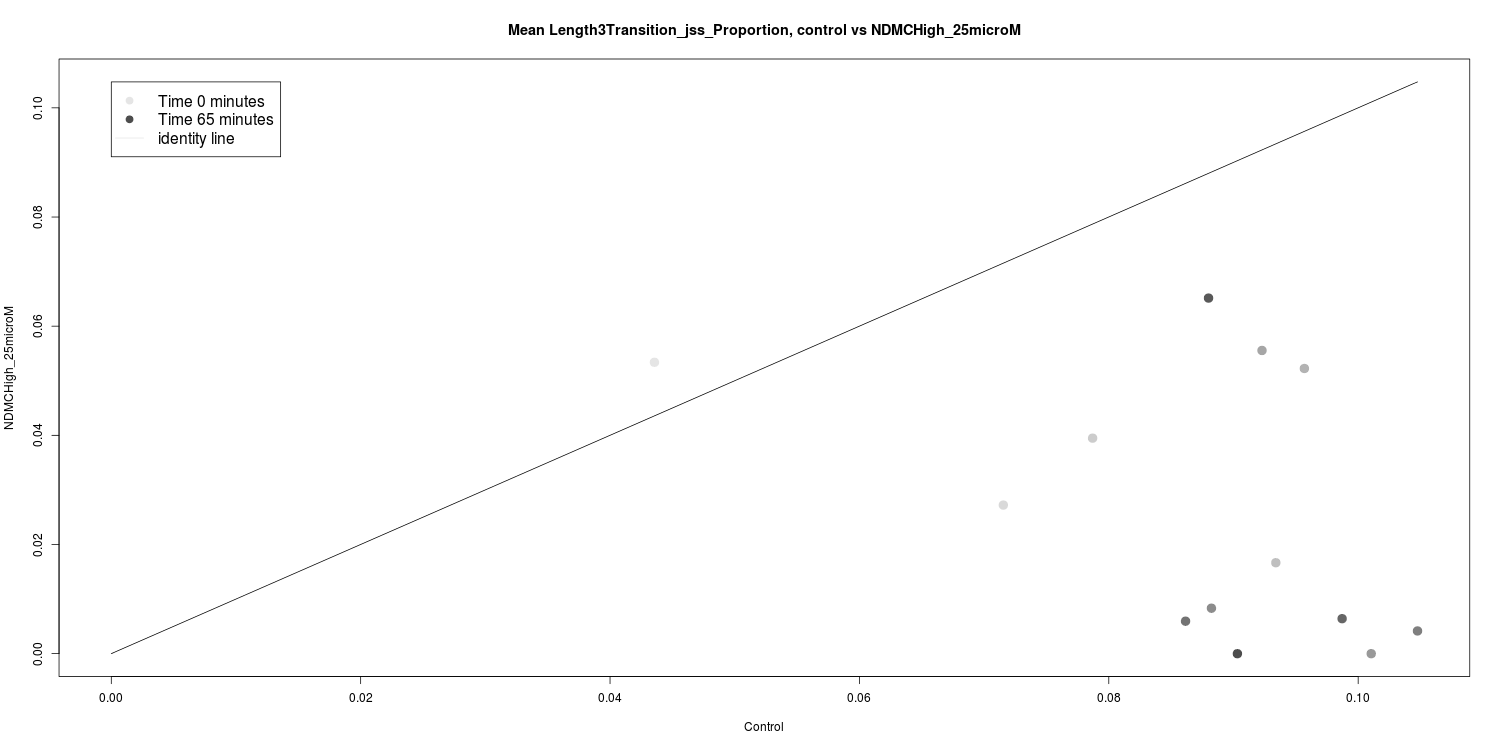 Mean Length3Transition_jss_Proportion, control vs NDMCHigh_25microM
Time 0 minutes
Time 65 minutes
identity line
NDMCHigh_25microM
0.10
0.08
0.06
0.04
0.02
0.00
0.00 0.02 0.04 0.06 0.08 0.10
Control